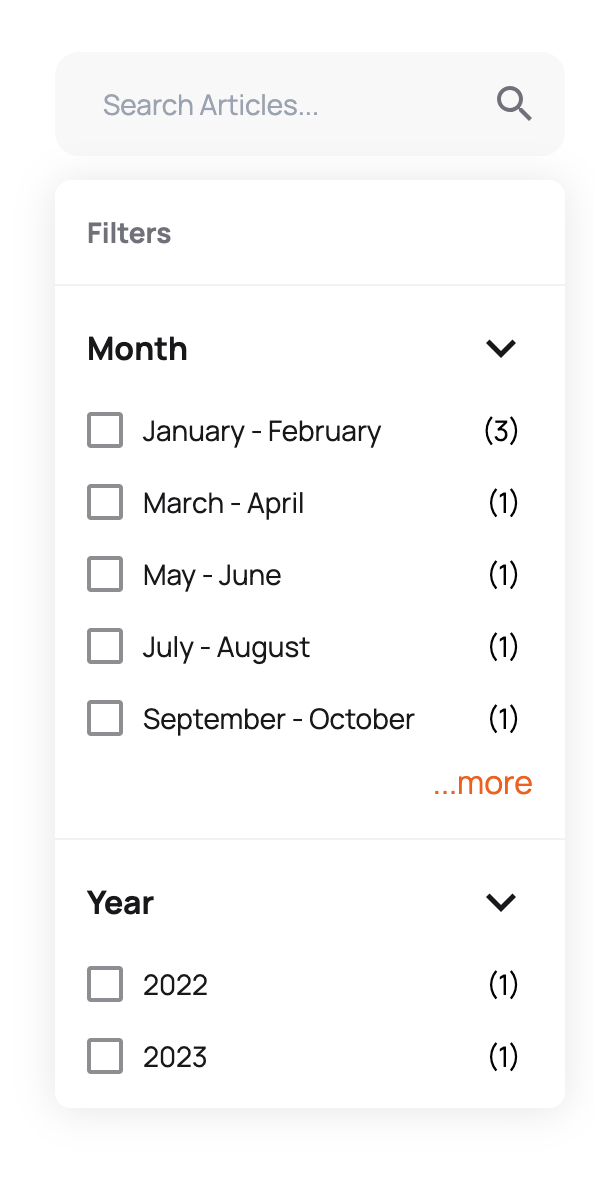 Search Articles...
Filters
Month
January - February (3)
March - April (1)
May - June (1)
July - August (1)
September - October (1)
...more
Year
2022 (1)
2023 (1)